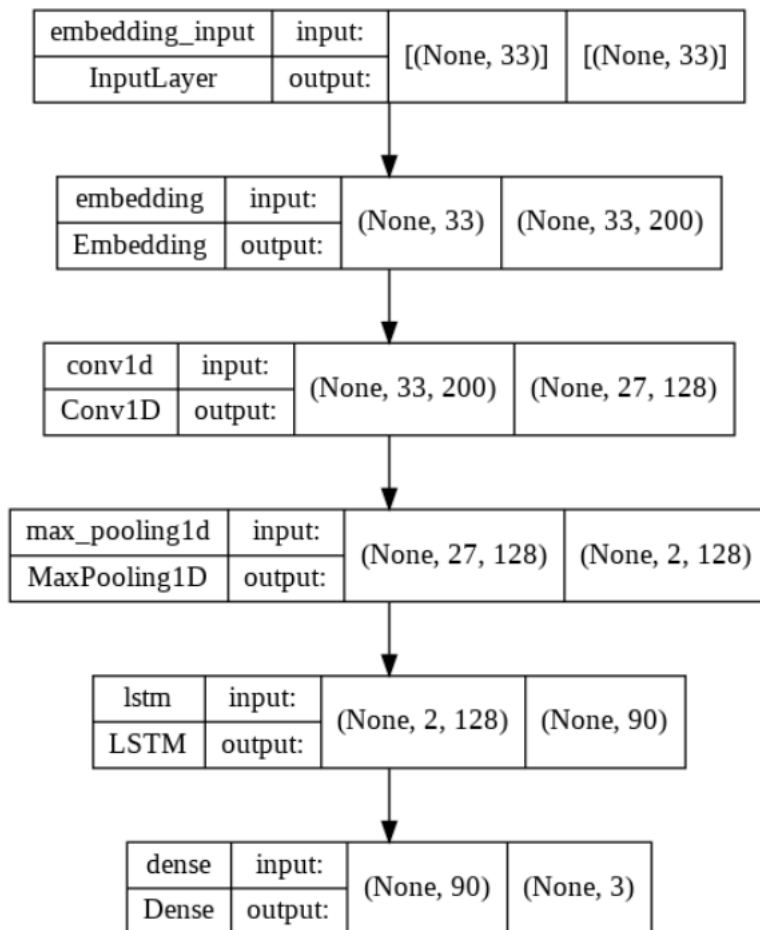 embedding_input input: [(None, 33)] [(None, 33)]
InputLayer output:
embedding input: (None, 33) (None, 33, 200)
Embedding output:
conv1d input: (None, 33, 200) (None, 27, 128)
Conv1D output:
max_pooling1d input: (None, 27, 128) (None, 2, 128)
MaxPooling1D output:
lstm input: (None, 2, 128) (None, 90)
LSTM output:
dense input: (None, 90) (None, 3)
Dense output: